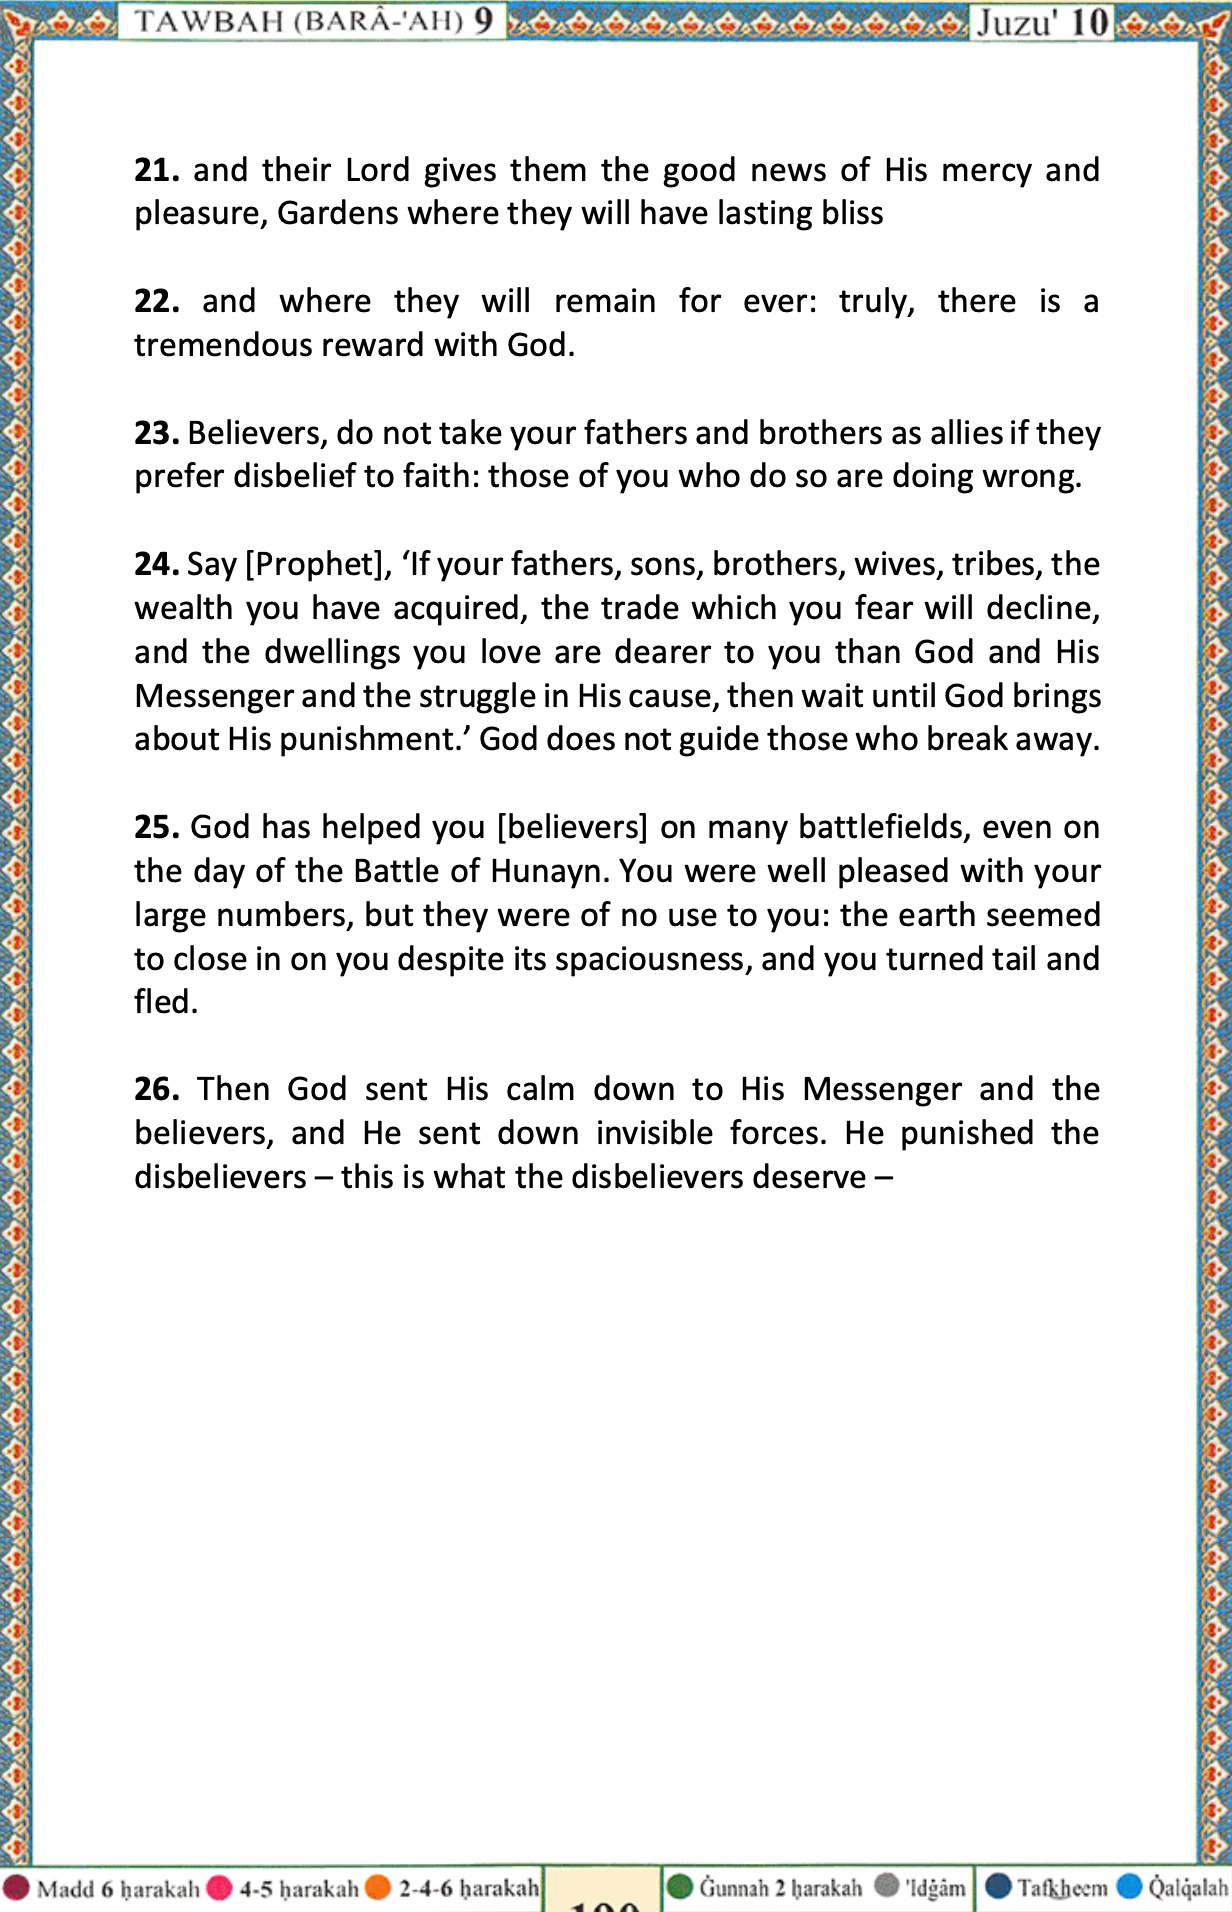 TAWBAH (BARÂ-'AH) 9
Juzu' 10
21. and their Lord gives them the good news of His mercy and
pleasure, Gardens where they will have lasting bliss
22. and where they will remain for ever: truly, there is a
tremendous reward with God.
23. Believers, do not take your fathers and brothers as allies if they
prefer disbelief to faith: those of you who do so are doing wrong.
24. Say [Prophet], ‘If your fathers, sons, brothers, wives, tribes, the
wealth you have acquired, the trade which you fear will decline,
and the dwellings you love are dearer to you than God and His
Messenger and the struggle in His cause, then wait until God brings
about His punishment.’ God does not guide those who break away.
25. God has helped you [believers] on many battlefields, even on
the day of the Battle of Hunayn. You were well pleased with your
large numbers, but they were of no use to you: the earth seemed
to close in on you despite its spaciousness, and you turned tail and
fled.
26. Then God sent His calm down to His Messenger and the
believers, and He sent down invisible forces. He punished the
disbelievers – this is what the disbelievers deserve –
Madd 6 ḥarakah 4-5 ḥarakah 2-4-6 ḥarakah
Ġunnah 2 ḥarakah 'Idġâm Tafkheem Q̇alq̇alah